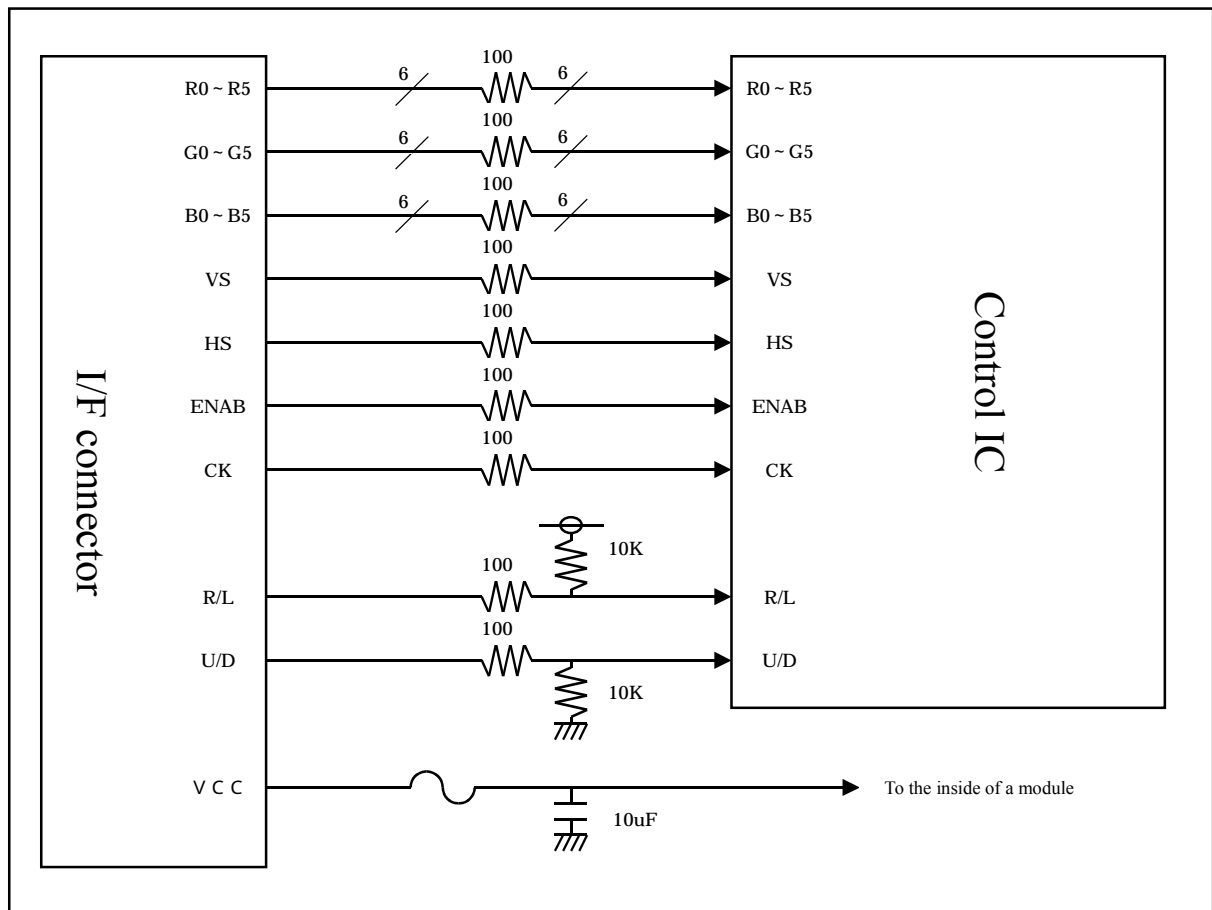 100
R0 ~ R5 6 6 R0 ~ R5
100
G0 ~ G5 6 6 G0 ~ G5
100
B0 ~ B5 6 6 B0 ~ B5
100
VS VS
100
HS HS
100
ENAB ENAB
100
CK CK
I/F connector
Control IC
10K
100
R/L R/L
100
U/D U/D
10K
VCC To the inside of a module
10uF